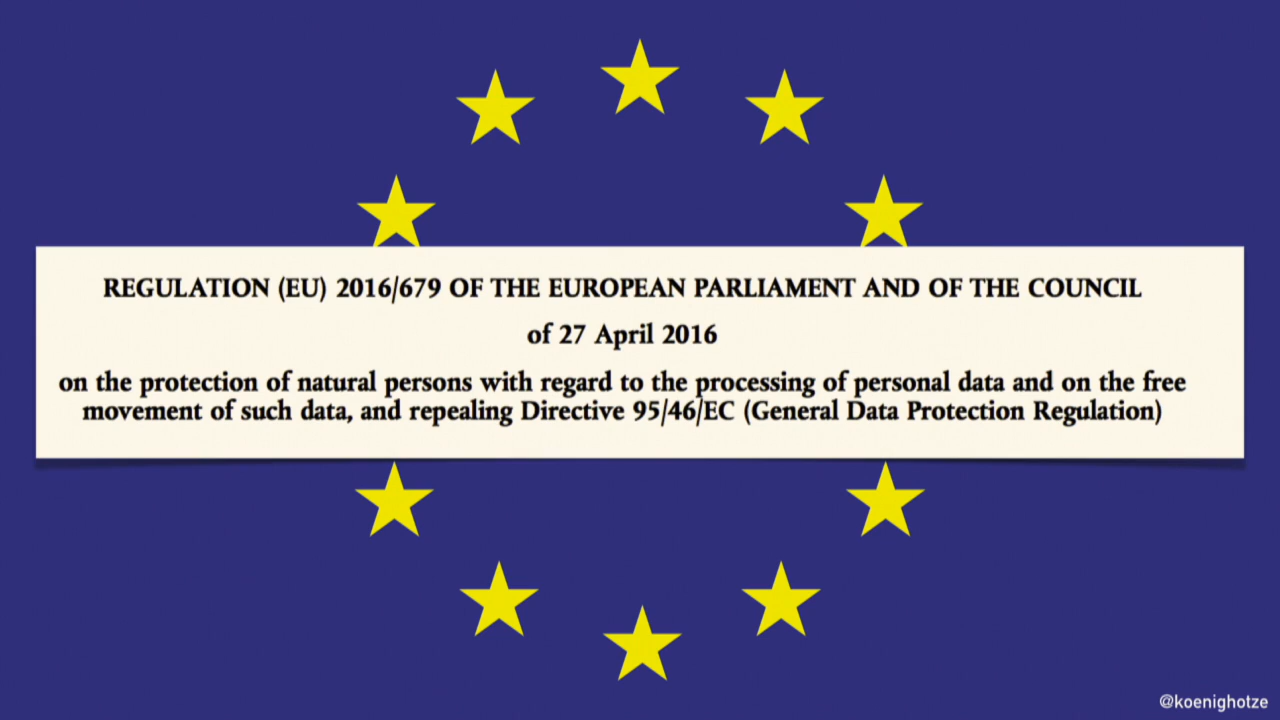 REGULATION (EU) 2016/679 OF THE EUROPEAN PARLIAMENT AND OF THE COUNCIL
of 27 April 2016
on the protection of natural persons with regard to the processing of personal data and on the free
movement of such data, and repealing Directive 95/46/EC (General Data Protection Regulation)
@koenighotze